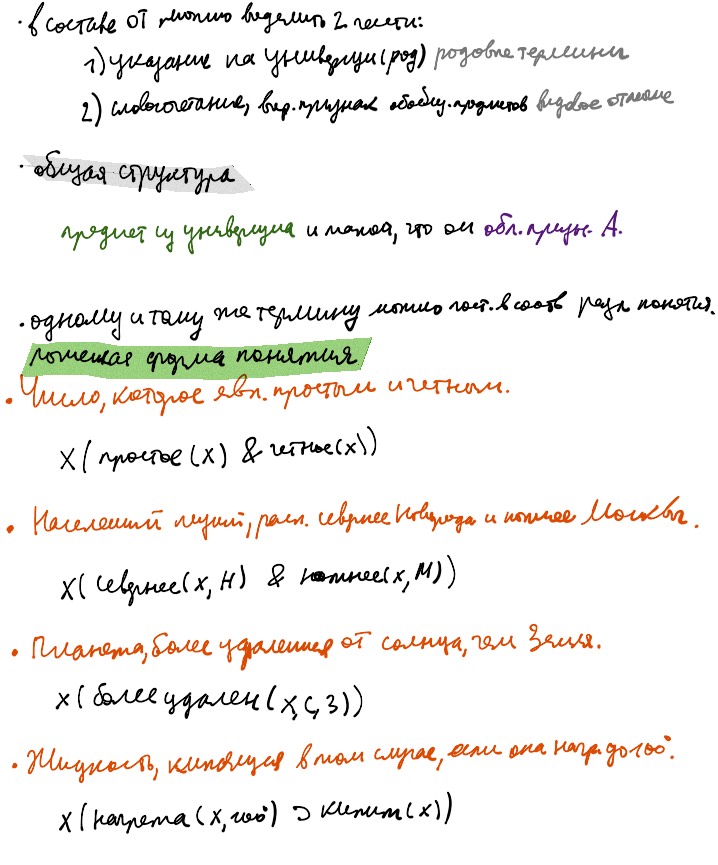 · в составе ОТ можно выделить 2 части:
1) указание на универсум (род) родовые термины
2) словосочетание, выр. признак обобщ. предметов видовое отличие
· общая структура
предмет из универсума и такой, что он обл. призн. А.
· одному и тому же термину можно пост. в соотв разл понятия.
логическая форма понятия
· Число, которое явл. простым и четным.
x(простое(x) & четное(x))
· Населенный пункт, расп. севернее Новгорода и южнее Москвы.
x(севернее(x, Н) & южнее(x, М))
· Планета, более удаленная от солнца, чем Земля.
x(более удален(x, С, З))
· Жидкость, кипящая в том случае, если она нагр. до 100°.
x(нагрета(x, 100°) ⊃ кипит(x))